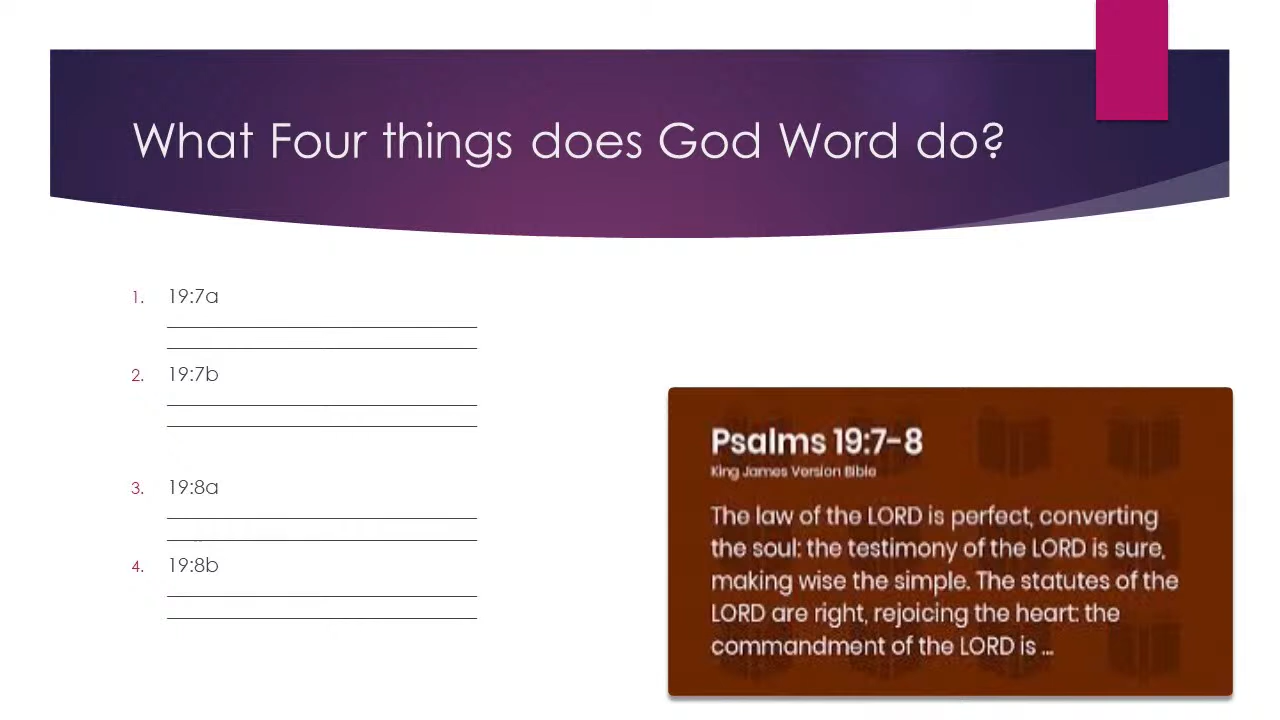 What Four things does God Word do?
1. 19:7a
2. 19:7b
3. 19:8a
4. 19:8b
Psalms 19:7-8
King James Version Bible
The law of the LORD is perfect, converting
the soul: the testimony of the LORD is sure,
making wise the simple. The statutes of the
LORD are right, rejoicing the heart: the
commandment of the LORD is ...